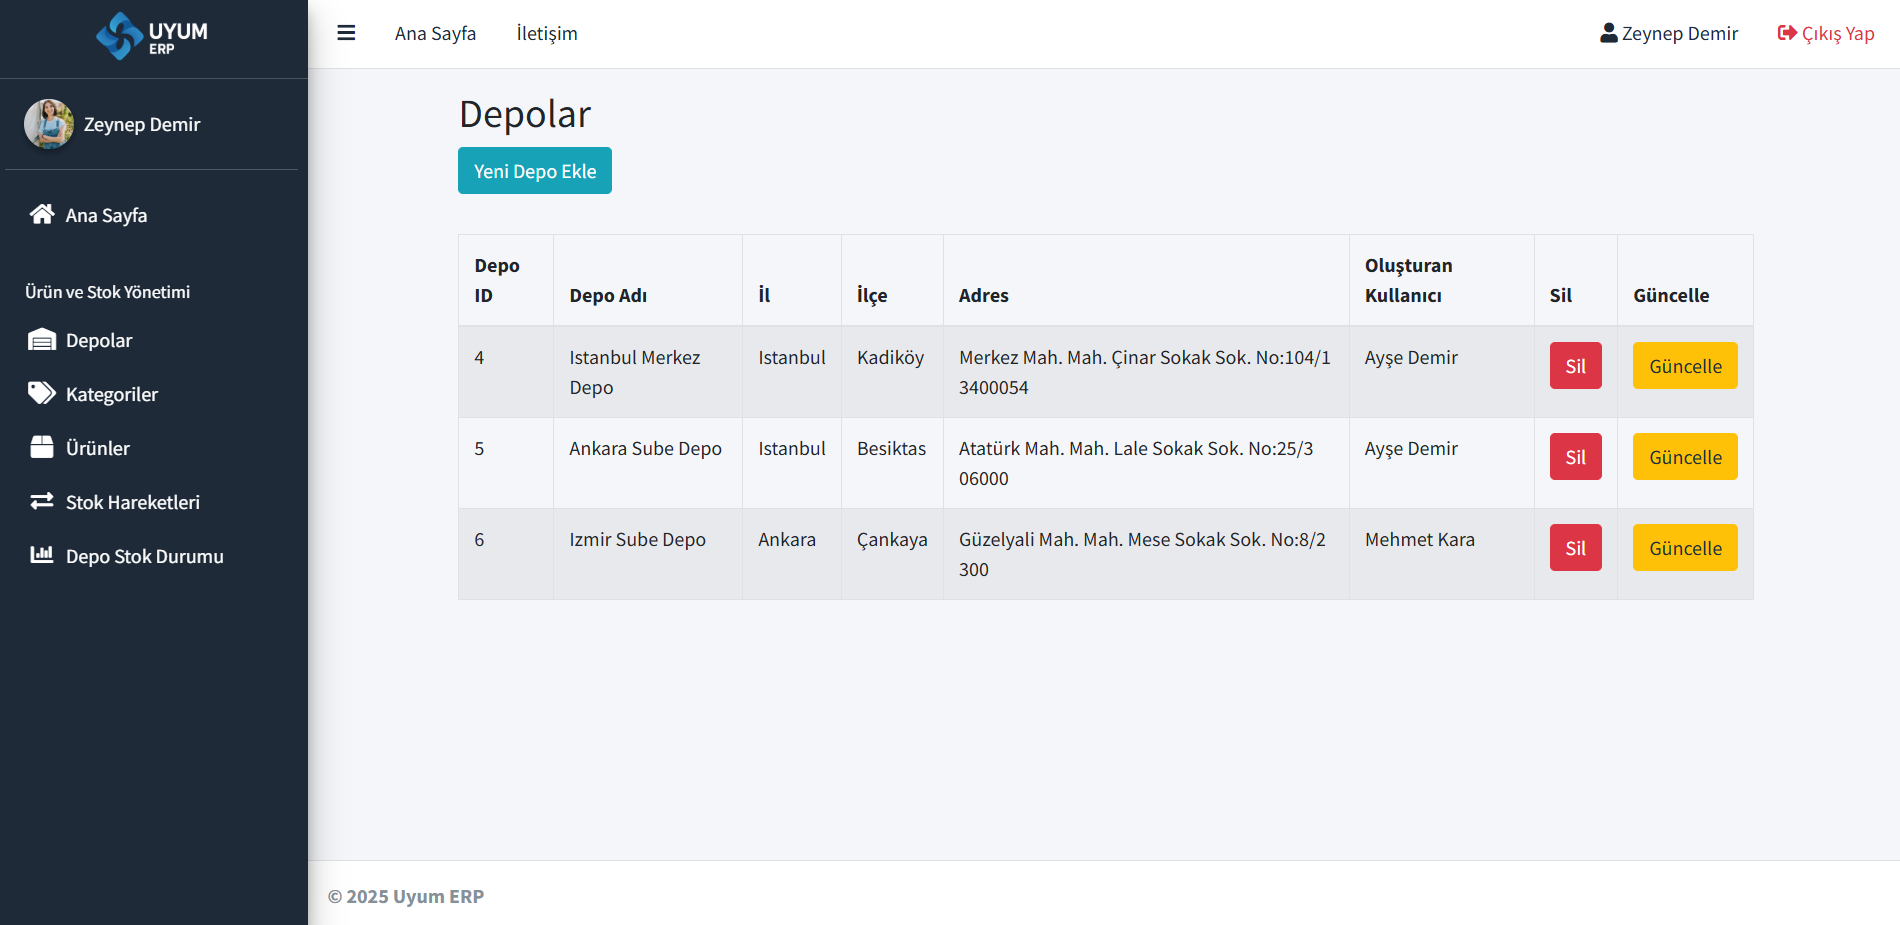 UYUM
ERP
Ana Sayfa
İletişim
Zeynep Demir
Çıkış Yap
Zeynep Demir
Ana Sayfa
Ürün ve Stok Yönetimi
Depolar
Kategoriler
Ürünler
Stok Hareketleri
Depo Stok Durumu
Depolar
Yeni Depo Ekle
Depo ID
Depo Adı
İl
İlçe
Adres
Oluşturan Kullanıcı
Sil
Güncelle
4
Istanbul Merkez Depo
Istanbul
Kadiköy
Merkez Mah. Mah. Çinar Sokak Sok. No:104/1
3400054
Ayşe Demir
Sil
Güncelle
5
Ankara Sube Depo
Istanbul
Besiktas
Atatürk Mah. Mah. Lale Sokak Sok. No:25/3
06000
Ayşe Demir
Sil
Güncelle
6
Izmir Sube Depo
Ankara
Çankaya
Güzelyali Mah. Mah. Mese Sokak Sok. No:8/2
300
Mehmet Kara
Sil
Güncelle
© 2025 Uyum ERP